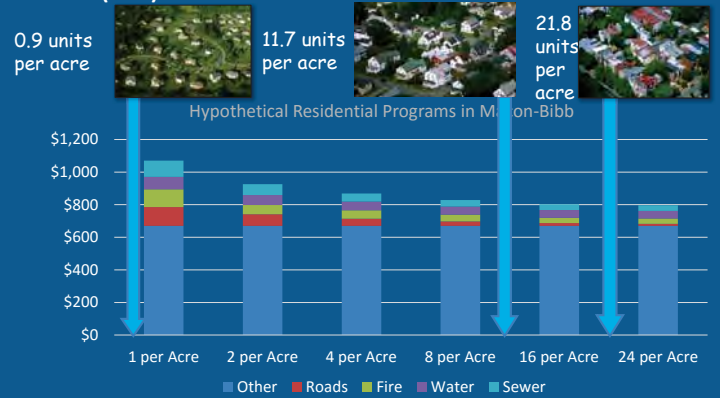 0.9 units
per acre
11.7 units
per acre
21.8
units
per
acre
Hypothetical Residential Programs in M con-Bibb
$1,200
$1,000
$800
$600
$400
$200
$0
1 per Acre
2 per Acre
4 per Acre
8 per Acre
16 per Acre
24 per Acre
Other
Roads
Fire
Water
Sewer